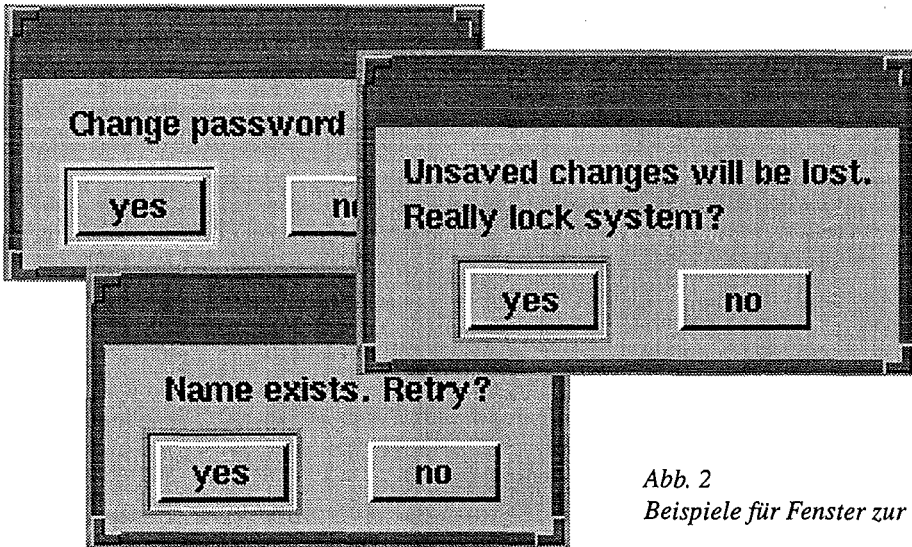 Change password
yes
Unsaved changes will be lost.
Really lock system?
yes
no
Name exists. Retry?
yes
no
Abb. 2
Beispiele für Fenster zur